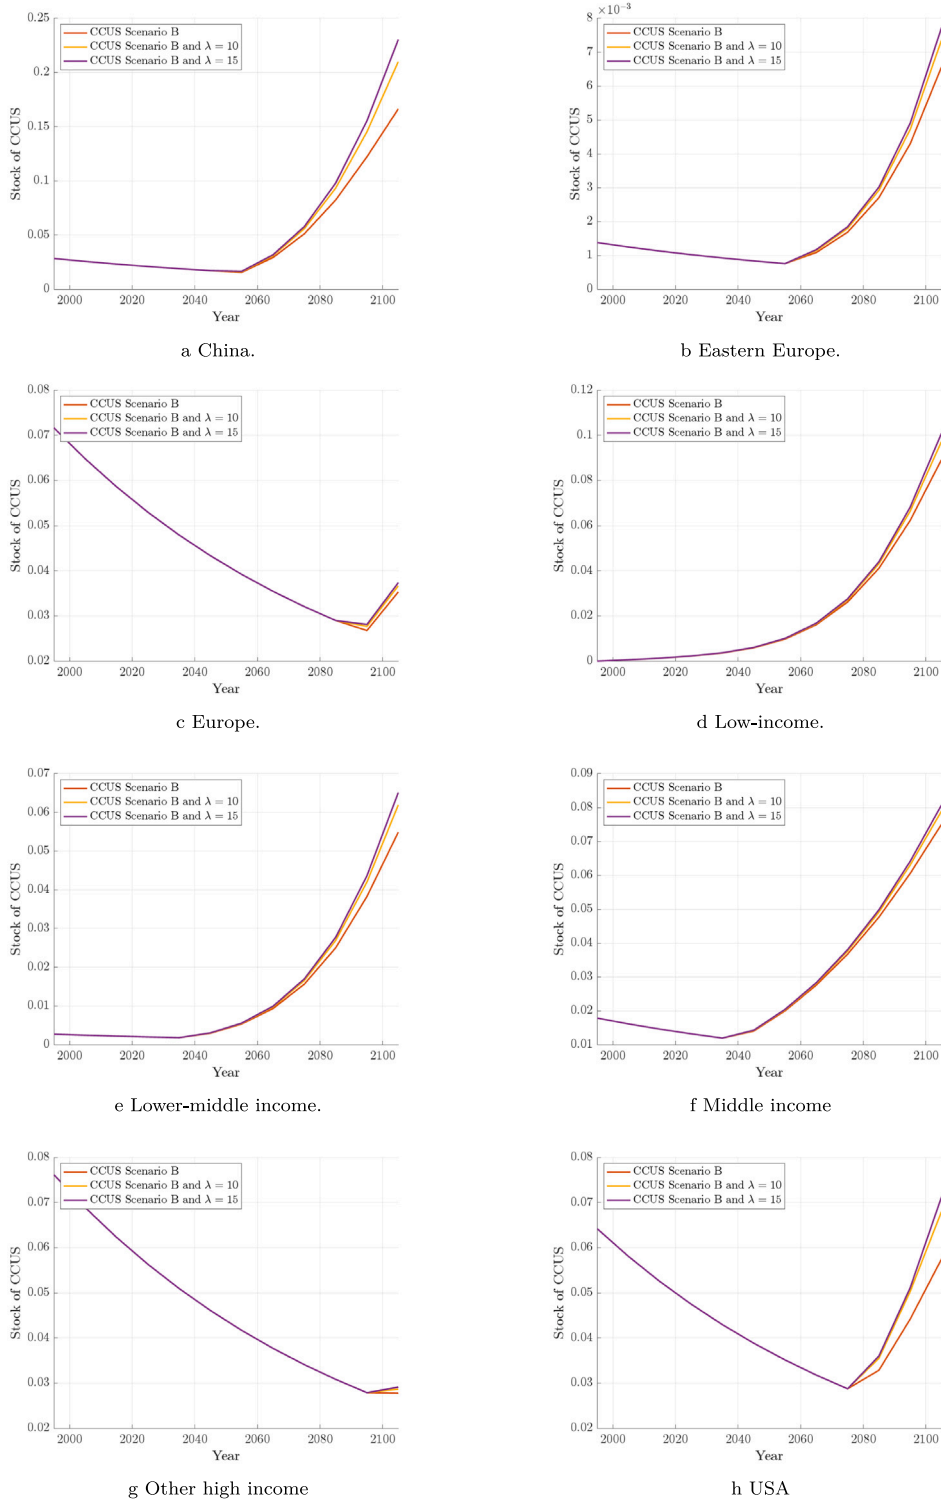 0.25
0.2
0.15
0.1
0.05
0
Stock of CCUS
CCUS Scenario B
CCUS Scenario B and λ = 10
CCUS Scenario B and λ = 15
2000 2020 2040 2060 2080 2100
Year
a China.
×10⁻³
8
7
6
5
4
3
2
1
0
Stock of CCUS
CCUS Scenario B
CCUS Scenario B and λ = 10
CCUS Scenario B and λ = 15
2000 2020 2040 2060 2080 2100
Year
b Eastern Europe.
0.08
0.07
0.06
0.05
0.04
0.03
0.02
Stock of CCUS
CCUS Scenario B
CCUS Scenario B and λ = 10
CCUS Scenario B and λ = 15
2000 2020 2040 2060 2080 2100
Year
c Europe.
0.12
0.1
0.08
0.06
0.04
0.02
0
Stock of CCUS
CCUS Scenario B
CCUS Scenario B and λ = 10
CCUS Scenario B and λ = 15
2000 2020 2040 2060 2080 2100
Year
d Low-income.
0.07
0.06
0.05
0.04
0.03
0.02
0.01
0
Stock of CCUS
CCUS Scenario B
CCUS Scenario B and λ = 10
CCUS Scenario B and λ = 15
2000 2020 2040 2060 2080 2100
Year
e Lower-middle income.
0.09
0.08
0.07
0.06
0.05
0.04
0.03
0.02
0.01
Stock of CCUS
CCUS Scenario B
CCUS Scenario B and λ = 10
CCUS Scenario B and λ = 15
2000 2020 2040 2060 2080 2100
Year
f Middle income
0.08
0.07
0.06
0.05
0.04
0.03
0.02
Stock of CCUS
CCUS Scenario B
CCUS Scenario B and λ = 10
CCUS Scenario B and λ = 15
2000 2020 2040 2060 2080 2100
Year
g Other high income
0.08
0.07
0.06
0.05
0.04
0.03
0.02
Stock of CCUS
CCUS Scenario B
CCUS Scenario B and λ = 10
CCUS Scenario B and λ = 15
2000 2020 2040 2060 2080 2100
Year
h USA